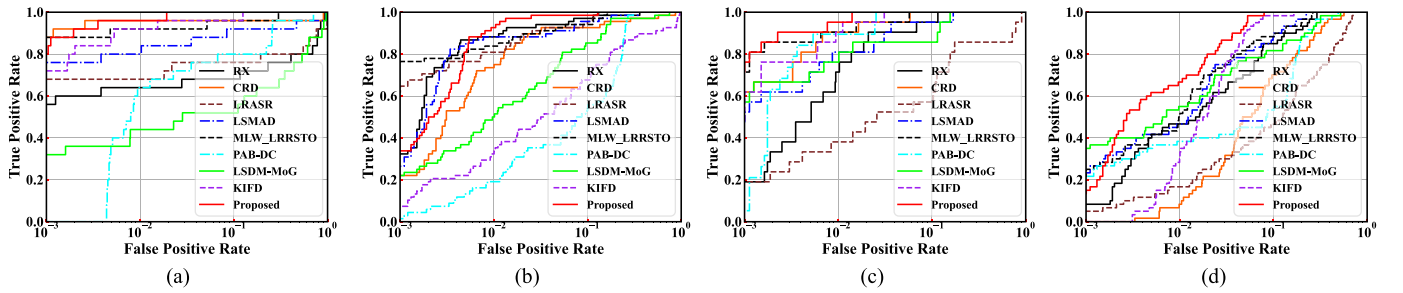 True Positive Rate
1.0
0.8
0.6
0.4
0.2
0.0
RX
CRD
LRASR
LSMAD
MLW_LRRSTO
PAB-DC
LSDM-MoG
KIFD
Proposed
10⁻³ 10⁻² 10⁻¹ 10⁰
False Positive Rate
(a)
True Positive Rate
1.0
0.8
0.6
0.4
0.2
0.0
RX
CRD
LRASR
LSMAD
MLW_LRRSTO
PAB-DC
LSDM-MoG
KIFD
Proposed
10⁻³ 10⁻² 10⁻¹ 10⁰
False Positive Rate
(b)
True Positive Rate
1.0
0.8
0.6
0.4
0.2
0.0
RX
CRD
LRASR
LSMAD
MLW_LRRSTO
PAB-DC
LSDM-MoG
KIFD
Proposed
10⁻³ 10⁻² 10⁻¹ 10⁰
False Positive Rate
(c)
True Positive Rate
1.0
0.8
0.6
0.4
0.2
0.0
RX
CRD
LRASR
LSMAD
MLW_LRRSTO
PAB-DC
LSDM-MoG
KIFD
Proposed
10⁻³ 10⁻² 10⁻¹ 10⁰
False Positive Rate
(d)